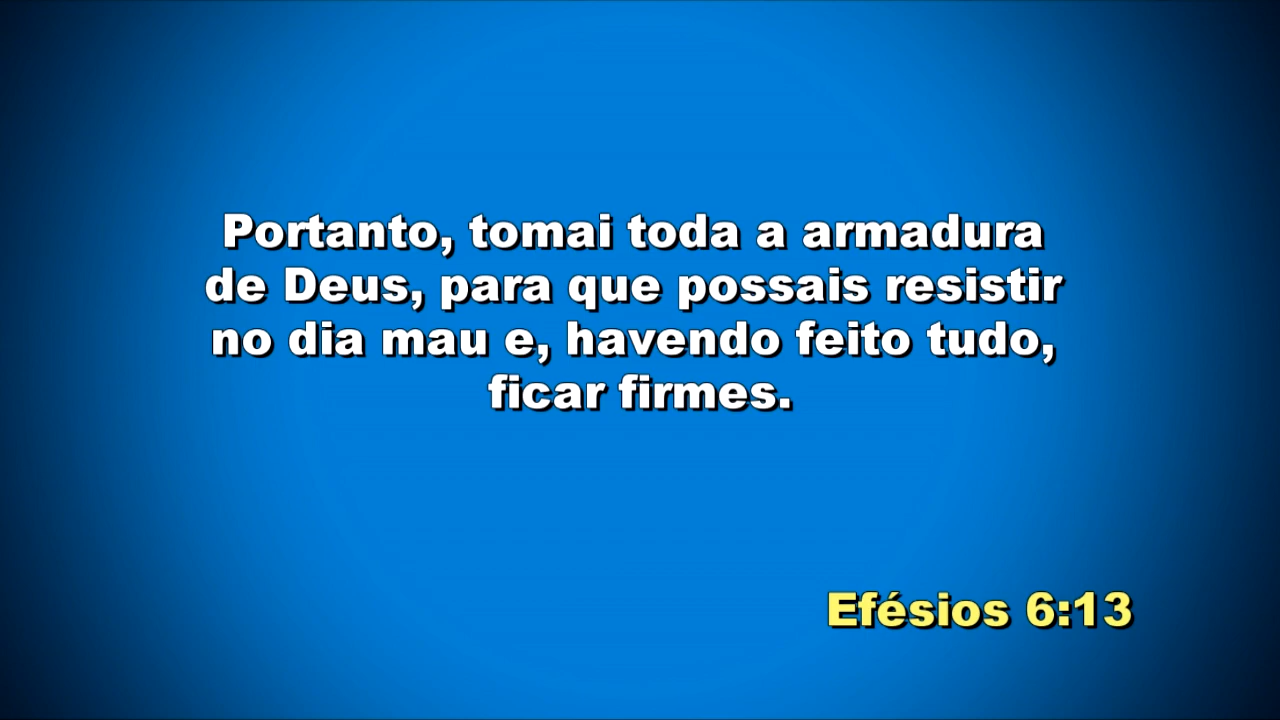 Portanto, tomai toda a armadura
de Deus, para que possais resistir
no dia mau e, havendo feito tudo,
ficar firmes.
Efésios 6:13